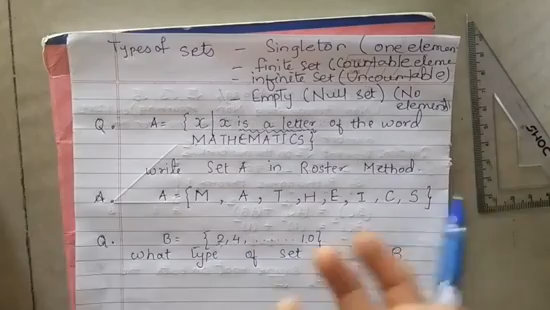 Types of sets - Singleton (one elemen
- finite set (Countable eleme
- infinite set (Uncountable)
- Empty (Null set) (No element
Q. A = { x | x is a letter of the word
MATHEMATICS}
write Set A in Roster Method.
A. A = {M, A, T, H, E, I, C, S}
Q. B = {2, 4, ....... 10}
what type of set B